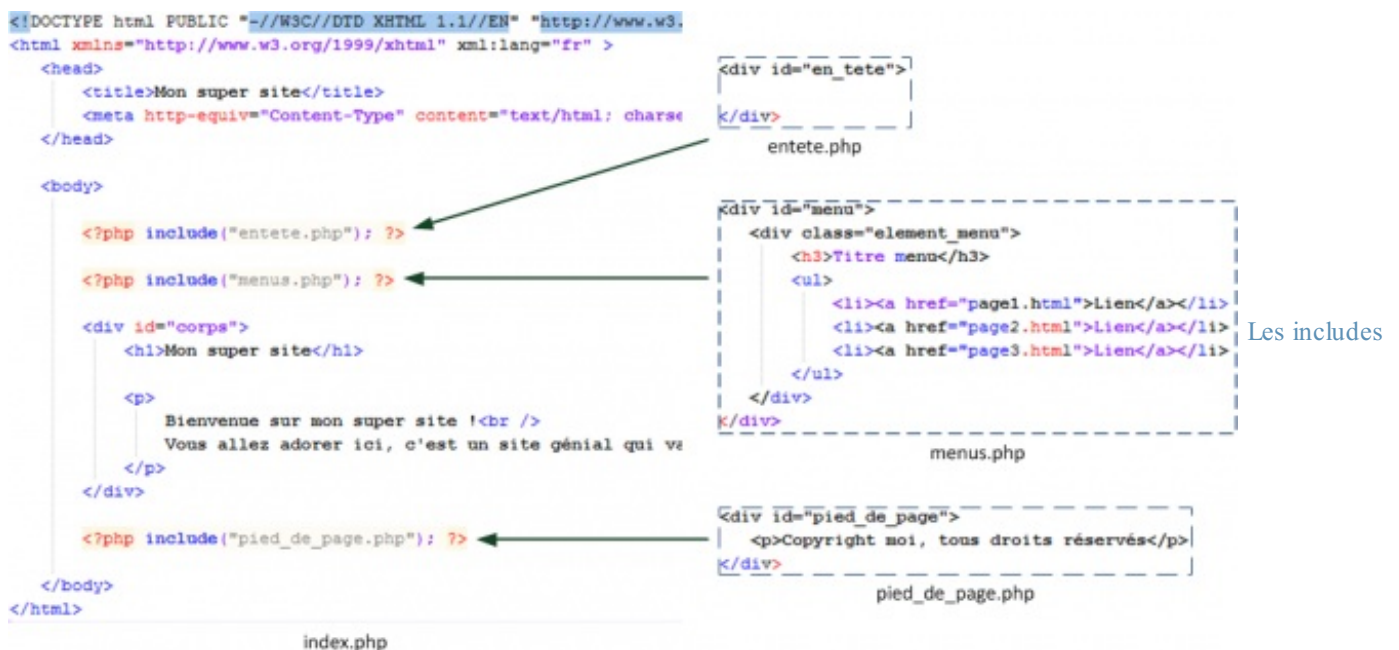 <!DOCTYPE html PUBLIC "-//W3C//DTD XHTML 1.1//EN" "http://www.w3.
<html xmlns="http://www.w3.org/1999/xhtml" xml:lang="fr" >
<head>
<title>Mon super site</title>
<meta http-equiv="Content-Type" content="text/html; charse
</head>
<body>
<?php include("entete.php"); ?>
<?php include("menus.php"); ?>
<div id="corps">
<h1>Mon super site</h1>
<p>
Bienvenue sur mon super site !<br />
Vous allez adorer ici, c'est un site génial qui va
</p>
</div>
<?php include("pied_de_page.php"); ?>
</body>
</html>
index.php
<div id="en_tete">
</div>
entete.php
<div id="menu">
<div class="element_menu">
<h3>Titre menu</h3>
<ul>
<li><a href="page1.html">Lien</a></li>
<li><a href="page2.html">Lien</a></li>
<li><a href="page3.html">Lien</a></li>
</ul>
</div>
</div>
menus.php
<div id="pied_de_page">
<p>Copyright moi, tous droits réservés</p>
</div>
pied_de_page.php
Les includes